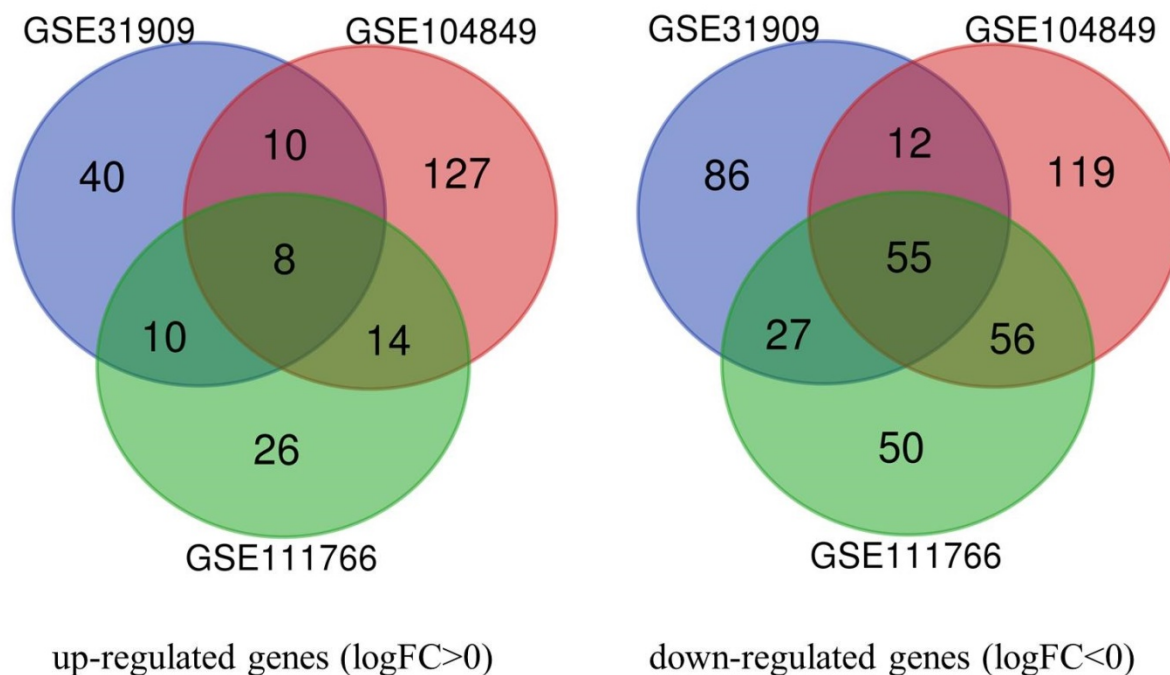 GSE31909 GSE104849
40 10 127
8
10 14
26
GSE111766
up-regulated genes (logFC>0)
GSE31909 GSE104849
86 12 119
55
27 56
50
GSE111766
down-regulated genes (logFC<0)